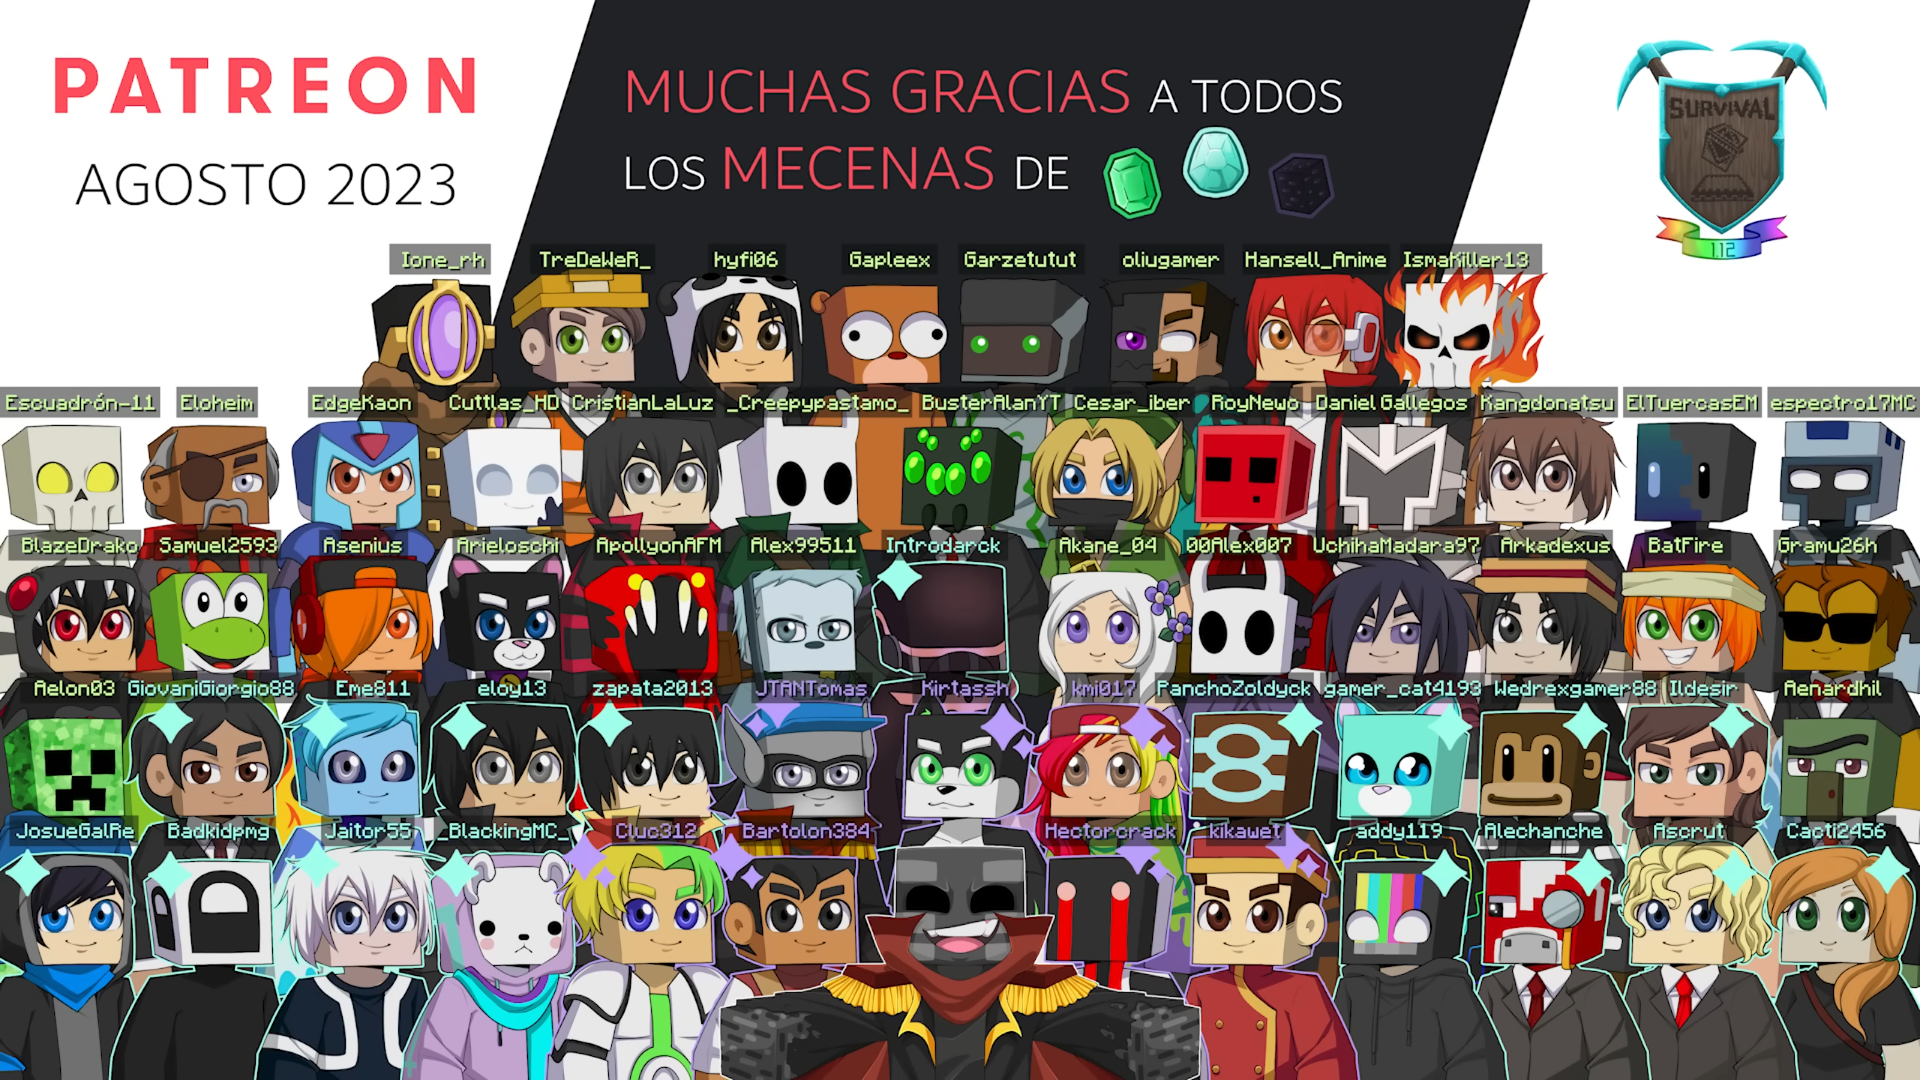 PATREON
AGOSTO 2023
MUCHAS GRACIAS A TODOS
LOS MECENAS DE
SURVIVAL
1.12
Ione_rh TreDeWeR_ hyfi06 Gapleex Garzetutut oliugamer Hansell_Anime IsmaKiller13
Escuadrón-11 Eloheim EdgeKaon Cuttlas_HD CristianLaLuz _Creepypastamo_ BusterAlanYT Cesar_iber RoyNewo Daniel Gallegos Kangdonatsu ElTuercasEM espectro17MC
BlazeDrako Samuel2593 Asenius Arieloschi ApollyonAFM Alex99511 Introdarck Akane_04 00Alex007 UchihaMadara97 Arkadexus BatFire Gramu26h
Aelon03 GiovaniGiorgio88 Eme811 eloy13 zapata2013 JTANTomas Kirtassh kmi017 PanchoZoldyck gamer_cat4193 Wedrexgamer88 Ildesir Aenardhil
JosueGalRe Badkidpmg Jaitor55 _BlackingMC_ Cluc312 Bartolon384 Hectorcrack kikawet addy119 Alechanche Ascrut Cacti2456